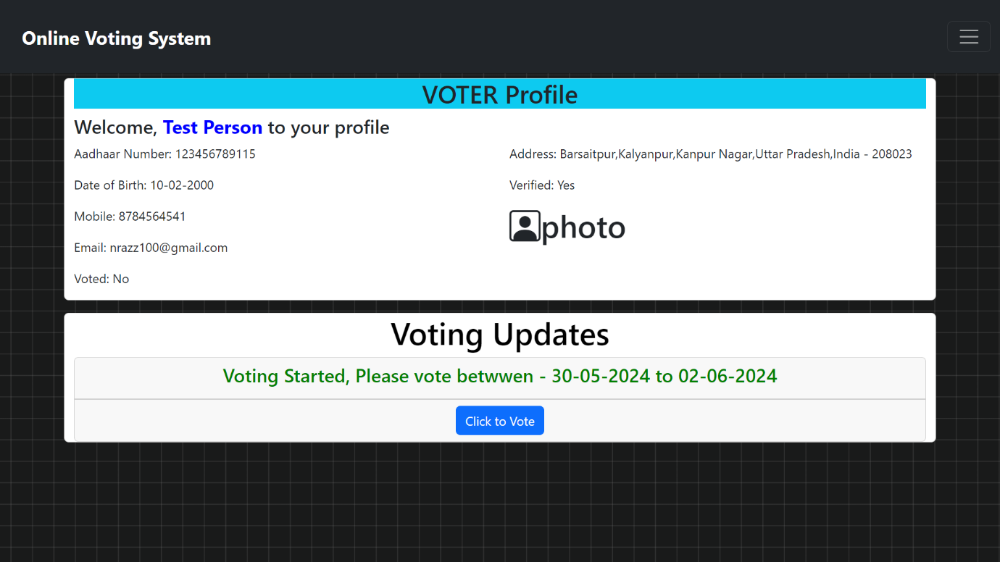 Online Voting System
VOTER Profile
Welcome, Test Person to your profile
Aadhaar Number: 123456789115
Date of Birth: 10-02-2000
Mobile: 8784564541
Email: nrazz100@gmail.com
Voted: No
Address: Barsaitpur,Kalyanpur,Kanpur Nagar,Uttar Pradesh,India - 208023
Verified: Yes
photo
Voting Updates
Voting Started, Please vote betwwen - 30-05-2024 to 02-06-2024
Click to Vote